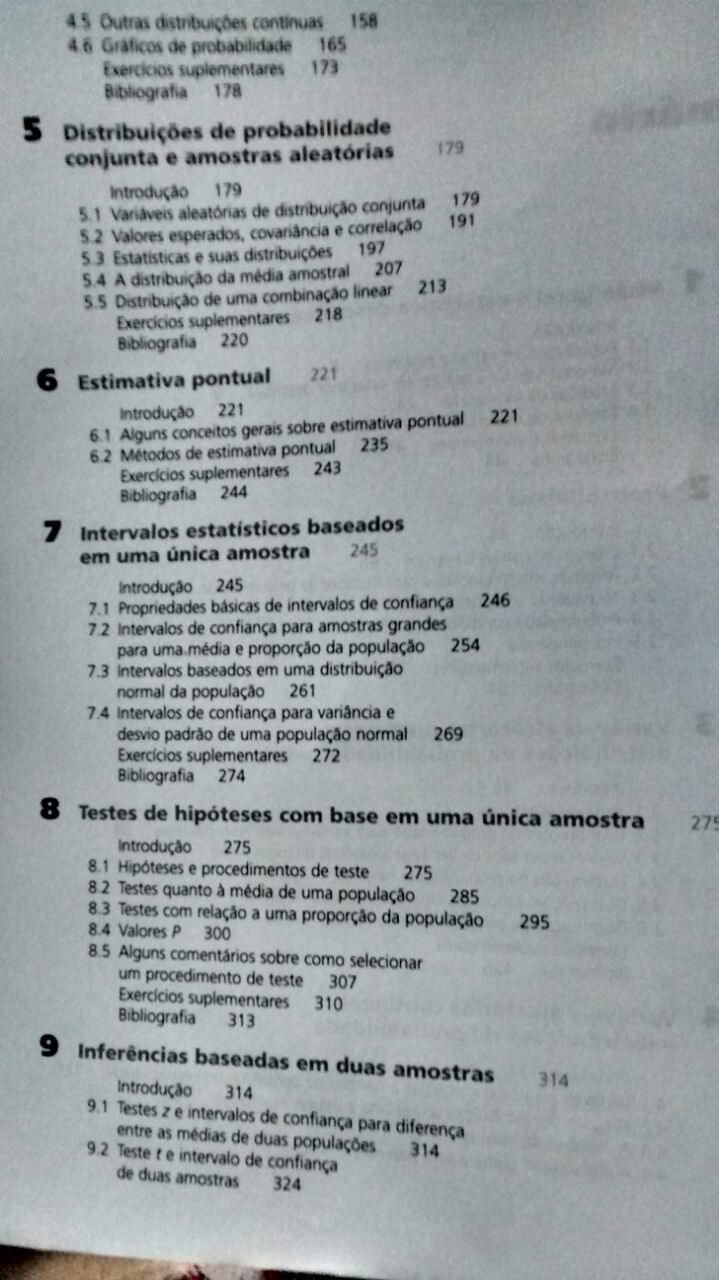 4.5 Outras distribuições contínuas 158
4.6 Gráficos de probabilidade 165
Exercícios suplementares 173
Bibliografia 178
5 Distribuições de probabilidade
conjunta e amostras aleatórias 179
Introdução 179
5.1 Variáveis aleatórias de distribuição conjunta 179
5.2 Valores esperados, covariância e correlação 191
5.3 Estatísticas e suas distribuições 197
5.4 A distribuição da média amostral 207
5.5 Distribuição de uma combinação linear 213
Exercícios suplementares 218
Bibliografia 220
6 Estimativa pontual 221
Introdução 221
6.1 Alguns conceitos gerais sobre estimativa pontual 221
6.2 Métodos de estimativa pontual 235
Exercícios suplementares 243
Bibliografia 244
7 Intervalos estatísticos baseados
em uma única amostra 245
Introdução 245
7.1 Propriedades básicas de intervalos de confiança 246
7.2 Intervalos de confiança para amostras grandes
para uma média e proporção da população 254
7.3 Intervalos baseados em uma distribuição
normal da população 261
7.4 Intervalos de confiança para variância e
desvio padrão de uma população normal 269
Exercícios suplementares 272
Bibliografia 274
8 Testes de hipóteses com base em uma única amostra 275
Introdução 275
8.1 Hipóteses e procedimentos de teste 275
8.2 Testes quanto à média de uma população 285
8.3 Testes com relação a uma proporção da população 295
8.4 Valores P 300
8.5 Alguns comentários sobre como selecionar
um procedimento de teste 307
Exercícios suplementares 310
Bibliografia 313
9 Inferências baseadas em duas amostras 314
Introdução 314
9.1 Testes z e intervalos de confiança para diferença
entre as médias de duas populações 314
9.2 Teste t e intervalo de confiança
de duas amostras 324